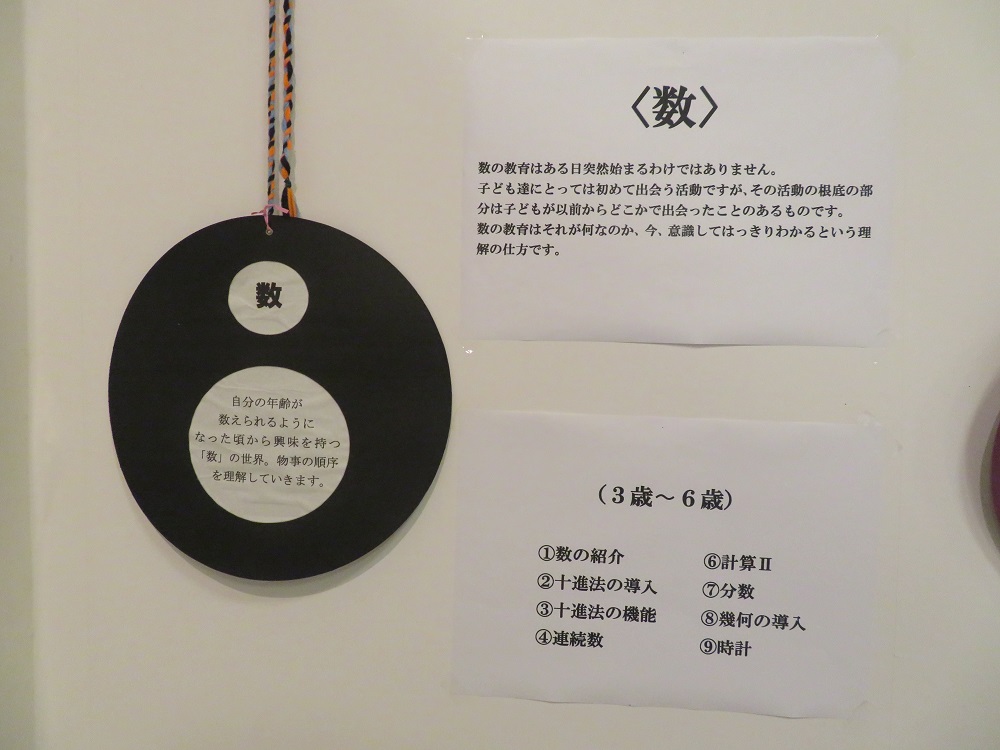 数
自分の年齢が
数えられるように
なった頃から興味を持つ
「数」の世界。物事の順序
を理解していきます。
〈数〉
数の教育はある日突然始まるわけではありません。
子ども達にとっては初めて出会う活動ですが、その活動の根底の部
分は子どもが以前からどこかで出会ったことのあるものです。
数の教育はそれが何なのか、今、意識してはっきりわかるという理
解の仕方です。
（３歳～６歳）
①数の紹介
②十進法の導入
③十進法の機能
④連続数
⑥計算Ⅱ
⑦分数
⑧幾何の導入
⑨時計